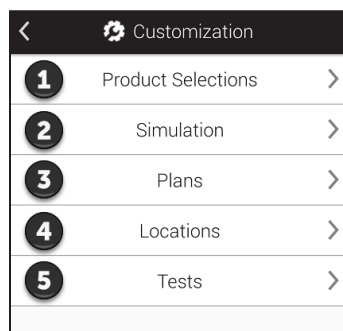 Customization
1 Product Selections
2 Simulation
3 Plans
4 Locations
5 Tests